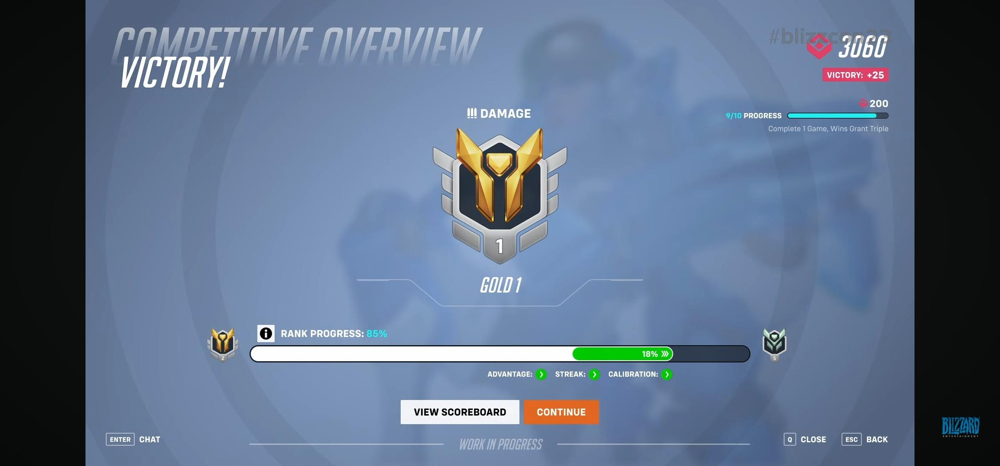 COMPETITIVE OVERVIEW
VICTORY!
#blizzcon23
3060
VICTORY: +25
200
9/10 PROGRESS
Complete 1 Game, Wins Grant Triple
DAMAGE
1
GOLD 1
RANK PROGRESS: 85%
2
18%
5
ADVANTAGE: STREAK: CALIBRATION:
VIEW SCOREBOARD CONTINUE
ENTER CHAT
WORK IN PROGRESS
Q CLOSE ESC BACK
BLIZZARD
ENTERTAINMENT